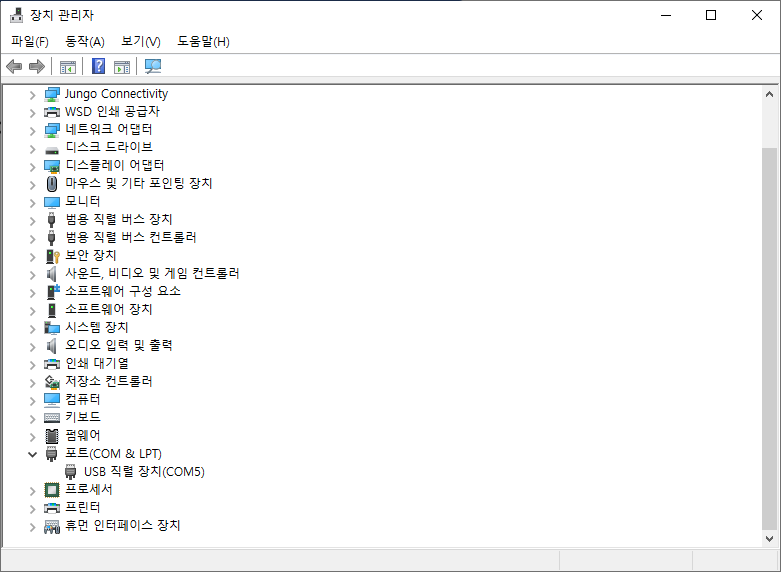 장치 관리자
파일(F) 동작(A) 보기(V) 도움말(H)
Jungo Connectivity
WSD 인쇄 공급자
네트워크 어댑터
디스크 드라이브
디스플레이 어댑터
마우스 및 기타 포인팅 장치
모니터
범용 직렬 버스 장치
범용 직렬 버스 컨트롤러
보안 장치
사운드, 비디오 및 게임 컨트롤러
소프트웨어 구성 요소
소프트웨어 장치
시스템 장치
오디오 입력 및 출력
인쇄 대기열
저장소 컨트롤러
컴퓨터
키보드
펌웨어
포트(COM & LPT)
USB 직렬 장치(COM5)
프로세서
프린터
휴먼 인터페이스 장치